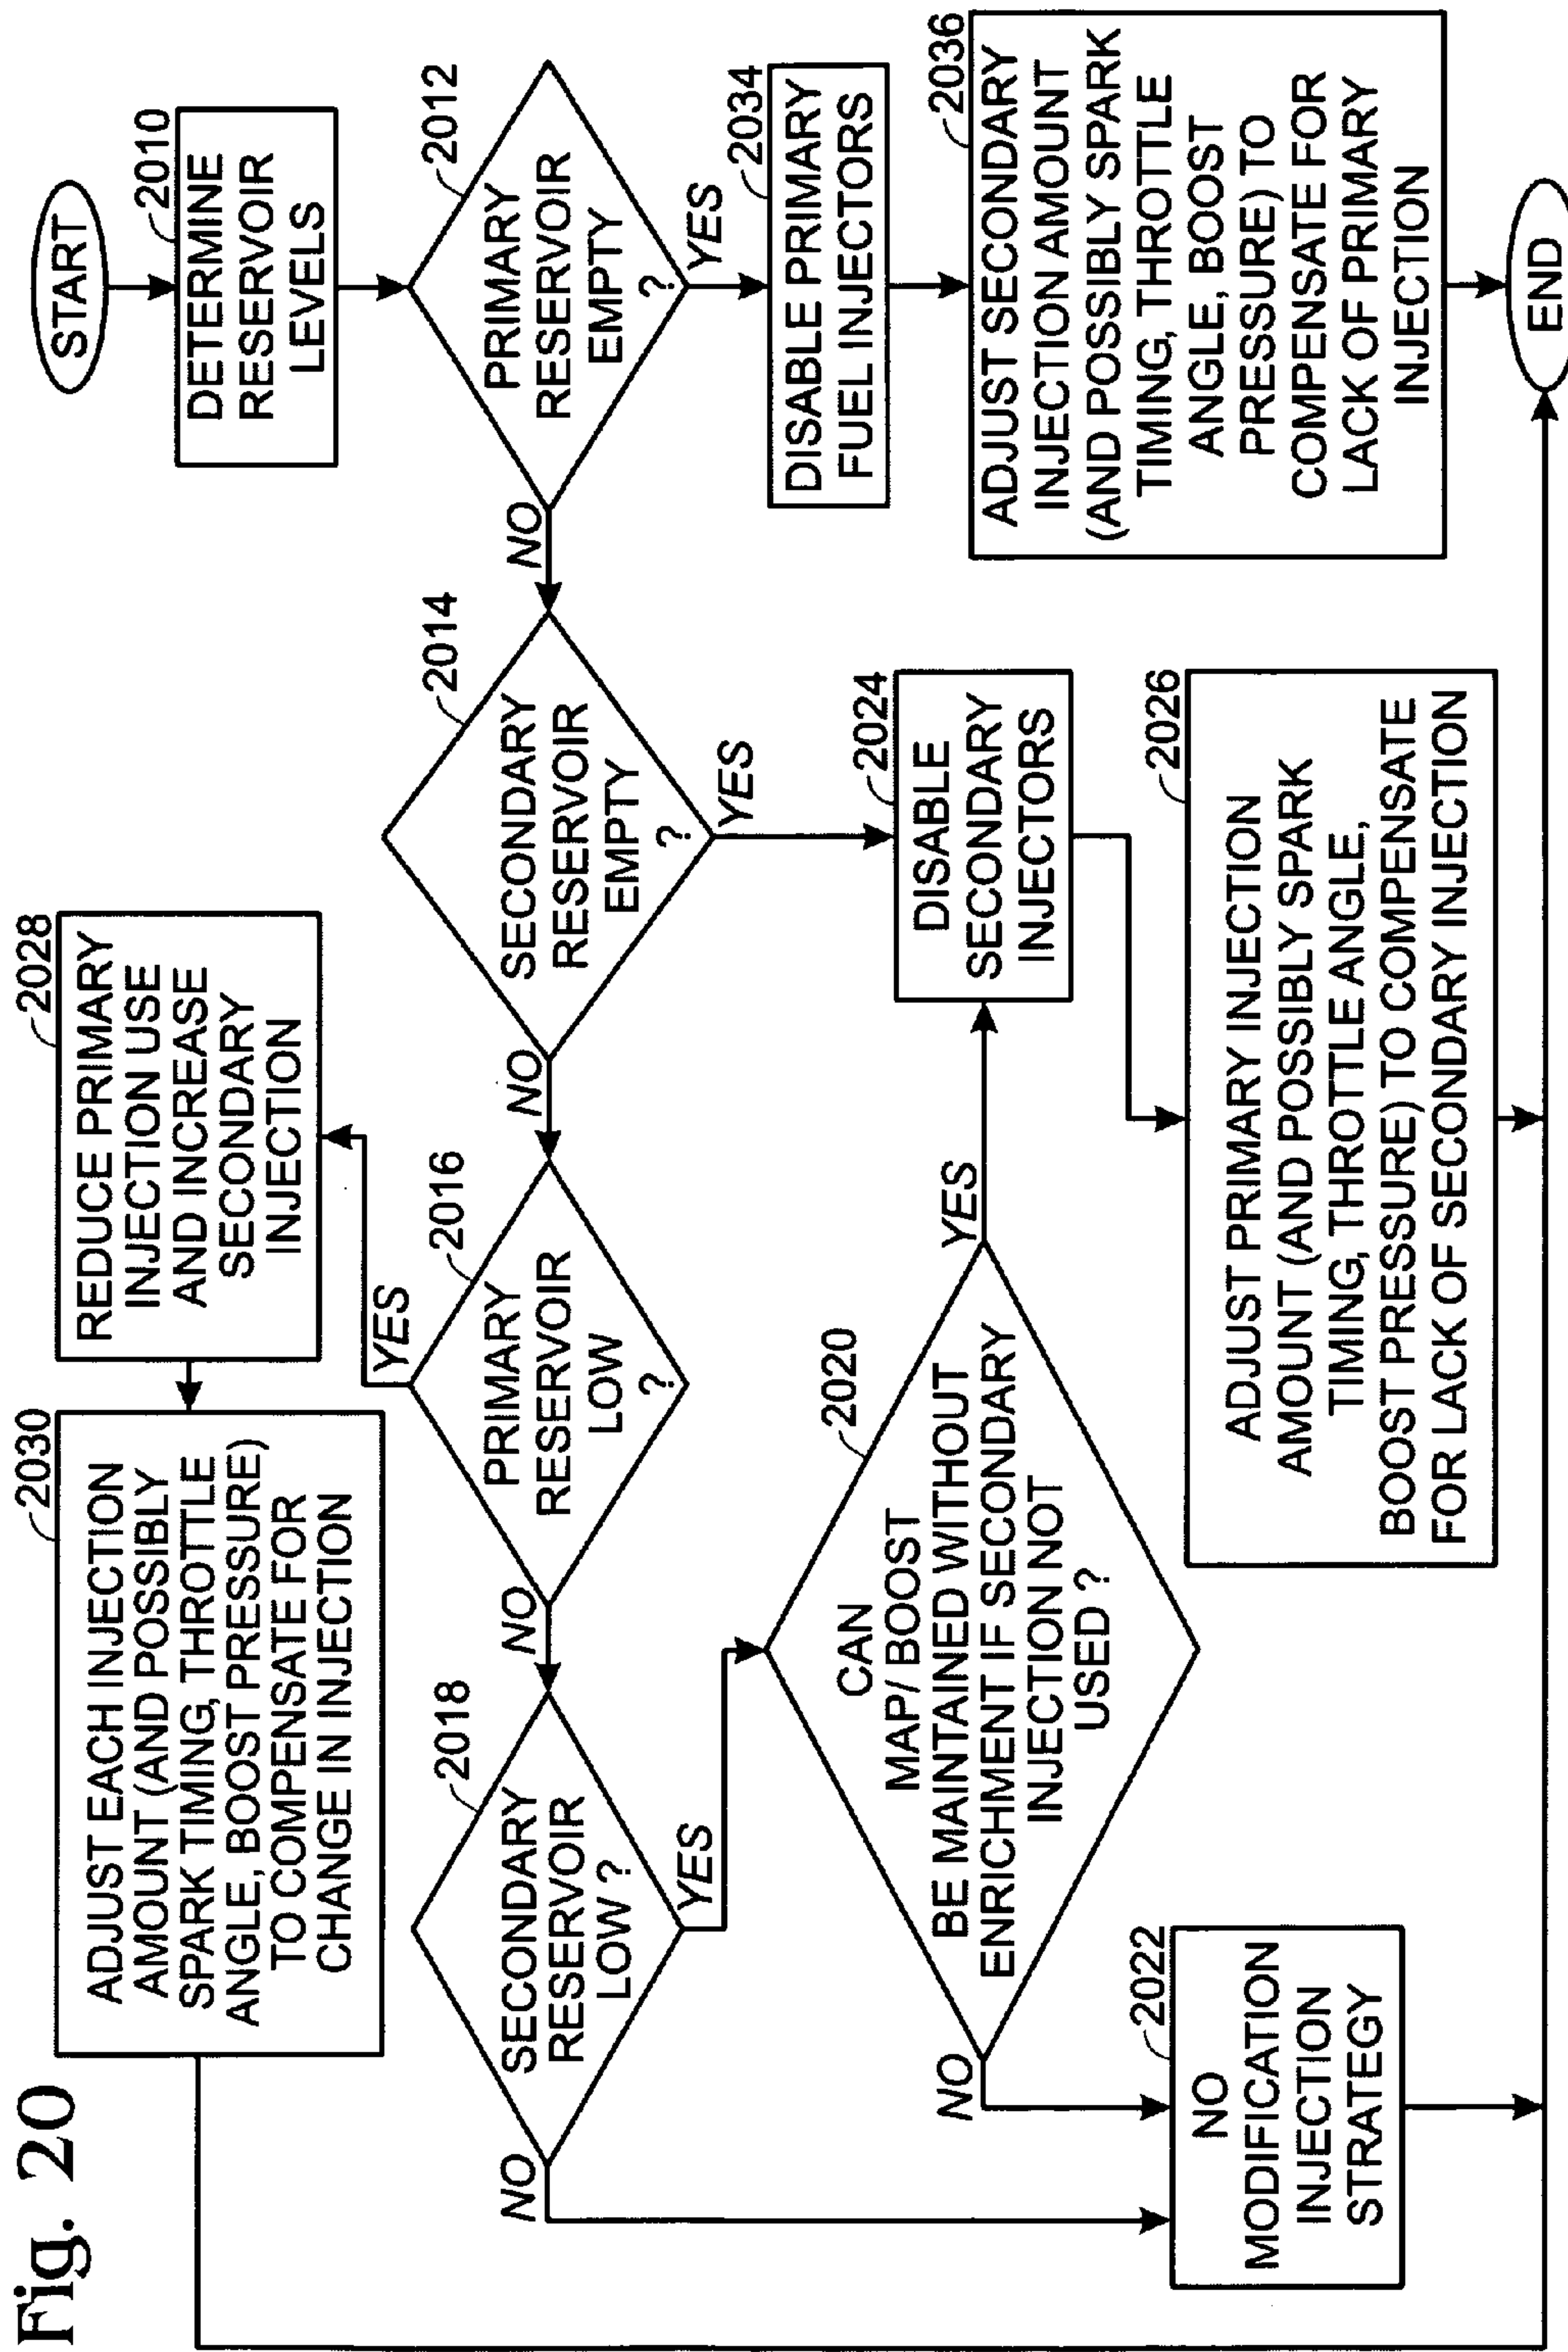 Fig. 20
START
2010
DETERMINE
RESERVOIR
LEVELS
2012
PRIMARY
RESERVOIR
EMPTY
?
NO
YES
2034
DISABLE PRIMARY
FUEL INJECTORS
2036
ADJUST SECONDARY
INJECTION AMOUNT
(AND POSSIBLY SPARK
TIMING, THROTTLE
ANGLE, BOOST
PRESSURE) TO
COMPENSATE FOR
LACK OF PRIMARY
INJECTION
END
2014
SECONDARY
RESERVOIR
EMPTY
?
NO
YES
2024
DISABLE
SECONDARY
INJECTORS
2026
ADJUST PRIMARY INJECTION
AMOUNT (AND POSSIBLY SPARK
TIMING, THROTTLE ANGLE,
BOOST PRESSURE) TO COMPENSATE
FOR LACK OF SECONDARY INJECTION
2016
PRIMARY
RESERVOIR
LOW
?
YES
NO
2028
REDUCE PRIMARY
INJECTION USE
AND INCREASE
SECONDARY
INJECTION
2030
ADJUST EACH INJECTION
AMOUNT (AND POSSIBLY
SPARK TIMING, THROTTLE
ANGLE, BOOST PRESSURE)
TO COMPENSATE FOR
CHANGE IN INJECTION
2018
SECONDARY
RESERVOIR
LOW ?
NO
YES
2020
CAN
MAP/ BOOST
BE MAINTAINED WITHOUT
ENRICHMENT IF SECONDARY
INJECTION NOT
USED ?
YES
NO
2022
NO
MODIFICATION
INJECTION
STRATEGY